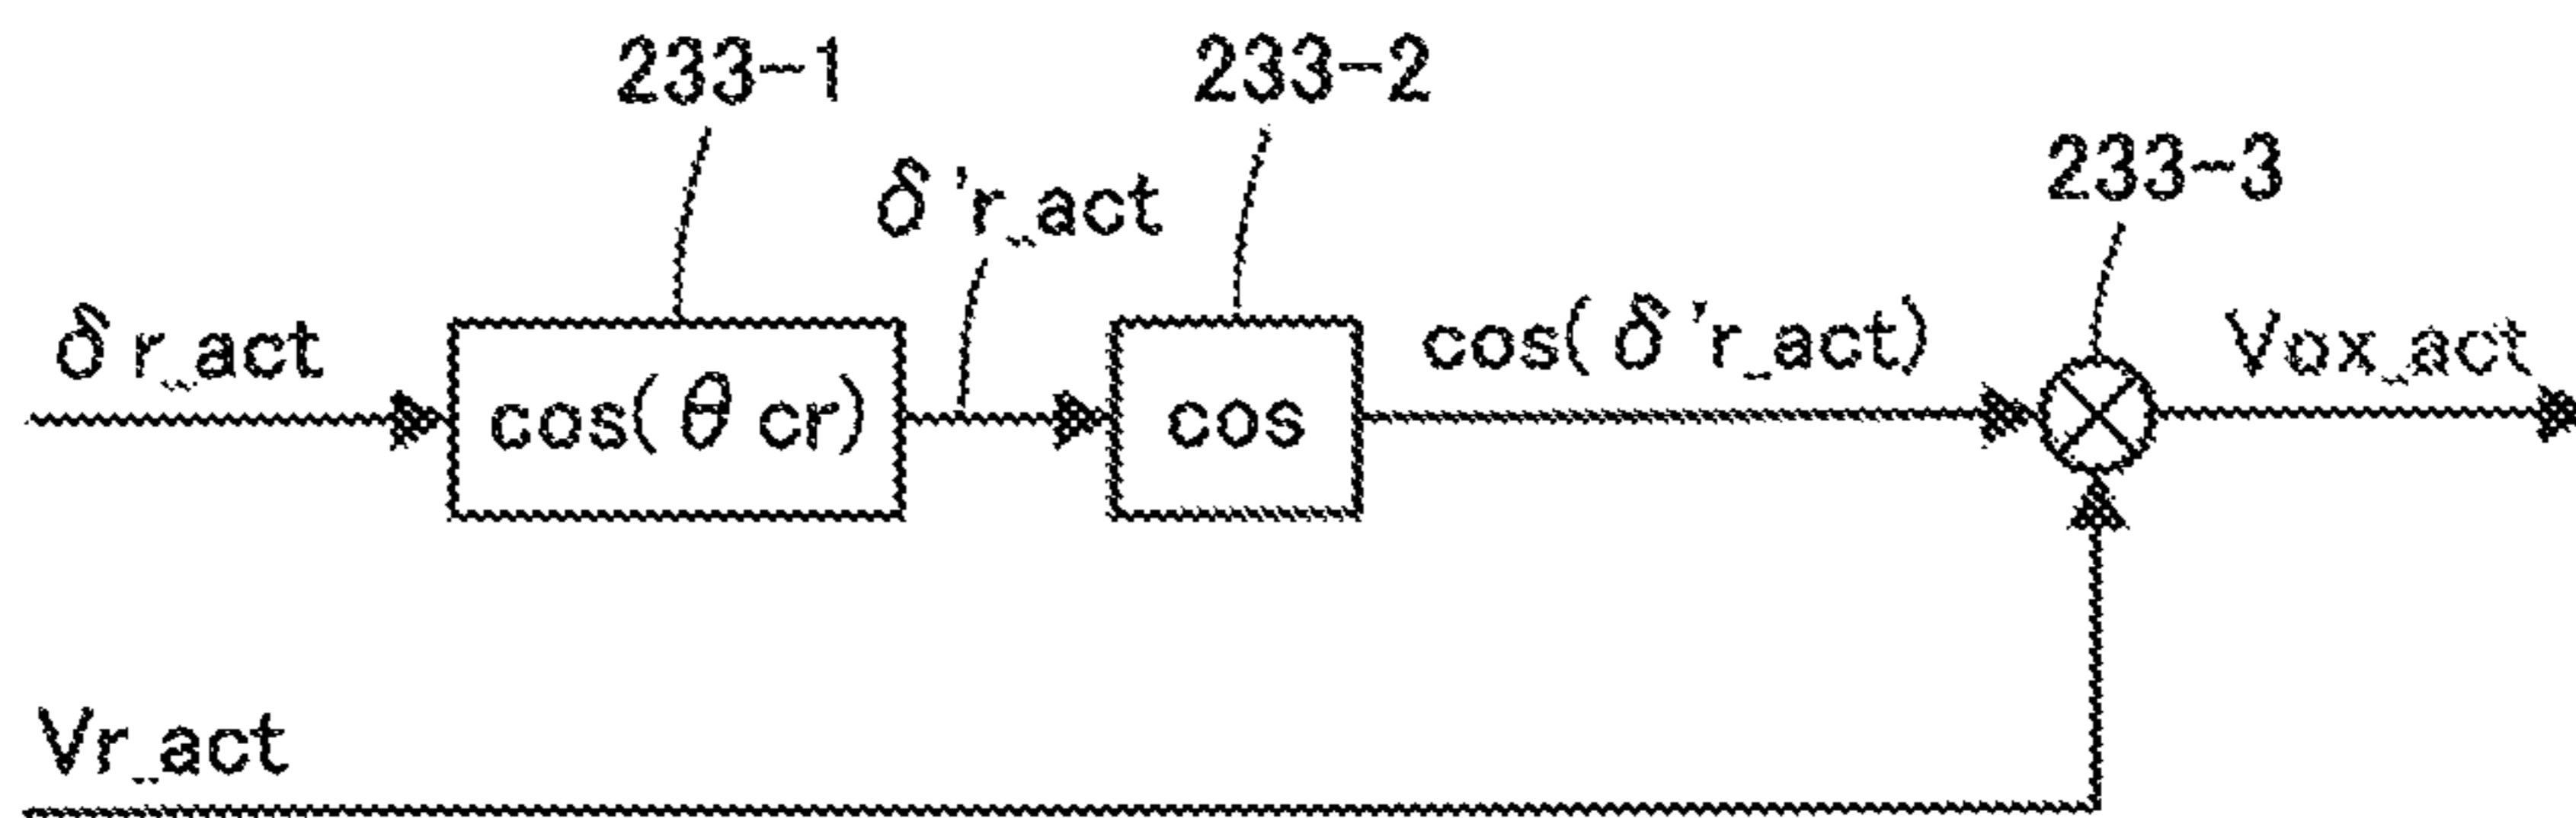 233-1
233-2
233-3
δ'r_act
δr_act
cos(θcr)
cos
cos(δ'r_act)
Vox_act
Vr_act